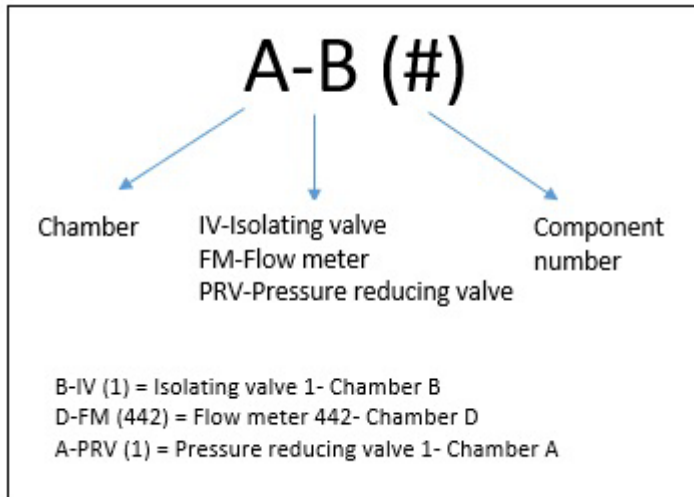 A-B (#)
Chamber
IV-Isolating valve
FM-Flow meter
PRV-Pressure reducing valve
Component
number
B-IV (1) = Isolating valve 1- Chamber B
D-FM (442) = Flow meter 442- Chamber D
A-PRV (1) = Pressure reducing valve 1- Chamber A